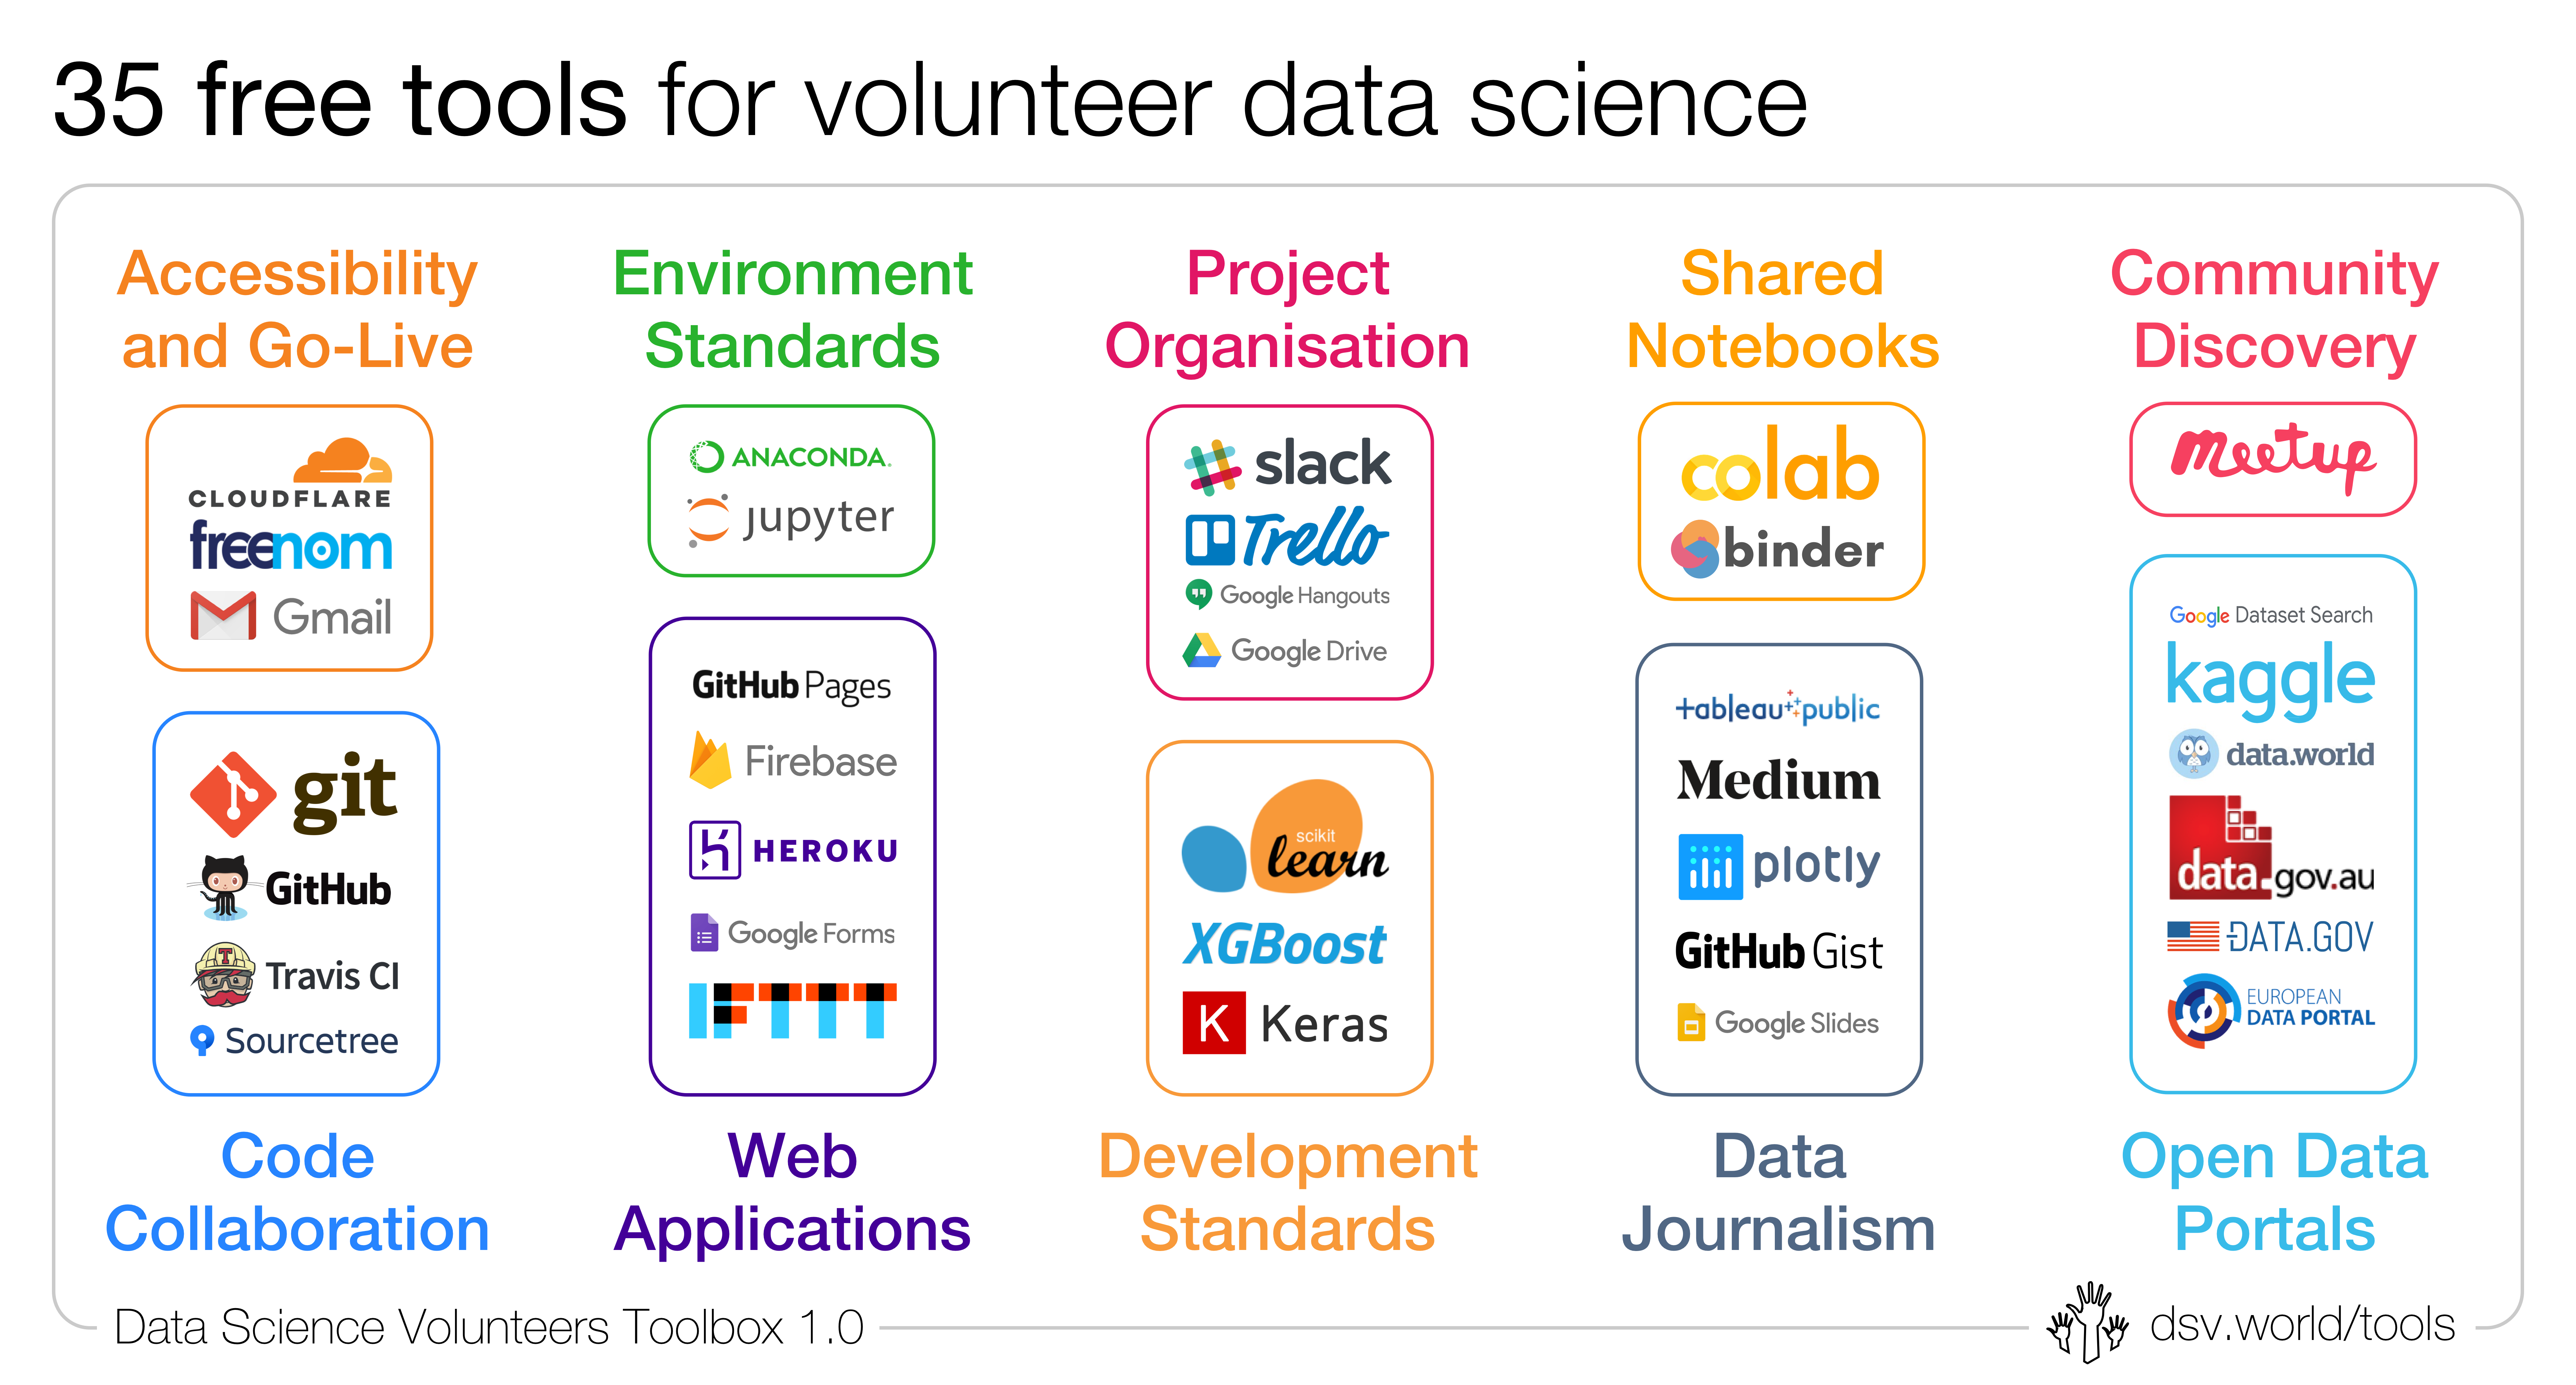 35 free tools for volunteer data science
Accessibility
and Go-Live
CLOUDFLARE
freenom
Gmail
git
GitHub
Travis CI
Sourcetree
Code
Collaboration
Environment
Standards
ANACONDA.
jupyter
GitHub Pages
Firebase
HEROKU
Google Forms
IFTTT
Web
Applications
Project
Organisation
slack
Trello
Google Hangouts
Google Drive
scikit
learn
XGBoost
K Keras
Development
Standards
Shared
Notebooks
colab
binder
+ableau public
Medium
plotly
GitHub Gist
Google Slides
Data
Journalism
Community
Discovery
meetup
Google Dataset Search
kaggle
data.world
data.gov.au
DATA.GOV
EUROPEAN
DATA PORTAL
Open Data
Portals
Data Science Volunteers Toolbox 1.0
dsv.world/tools